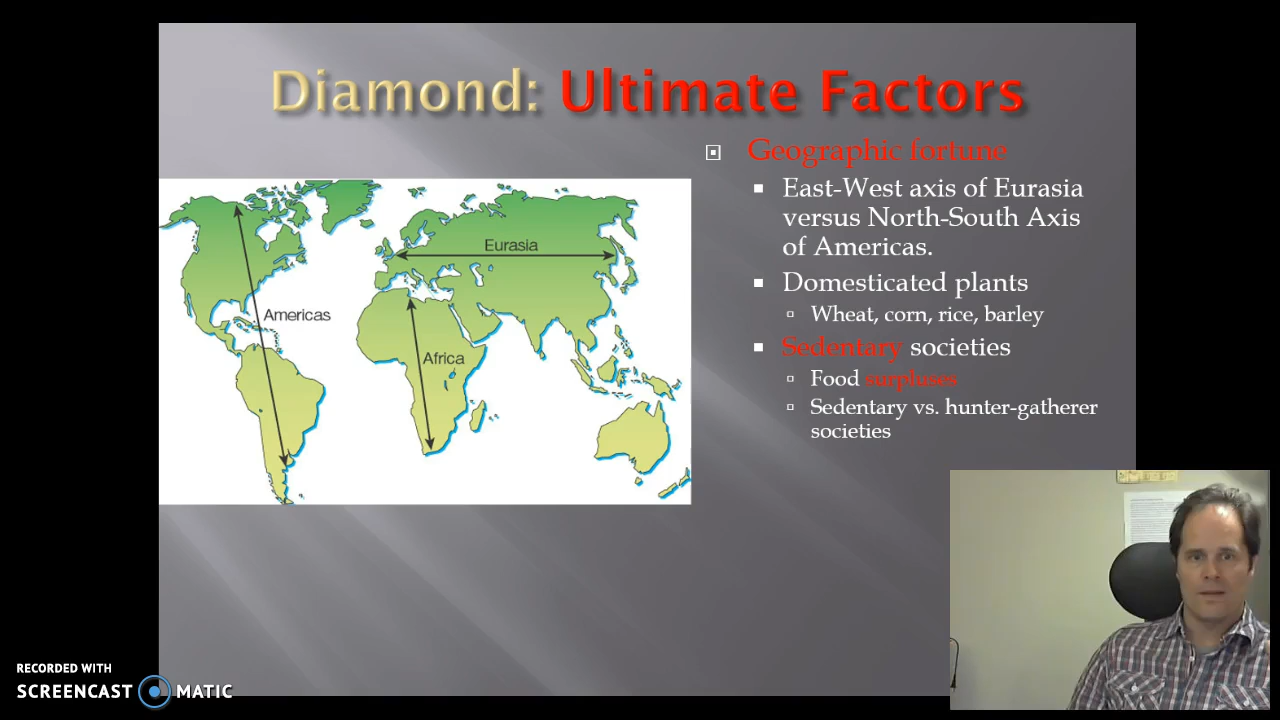 Diamond: Ultimate Factors
Geographic fortune
East-West axis of Eurasia
versus North-South Axis
of Americas.
Domesticated plants
Wheat, corn, rice, barley
Sedentary societies
Food surpluses
Sedentary vs. hunter-gatherer
societies
Eurasia
Americas
Africa
RECORDED WITH
SCREENCAST MATIC